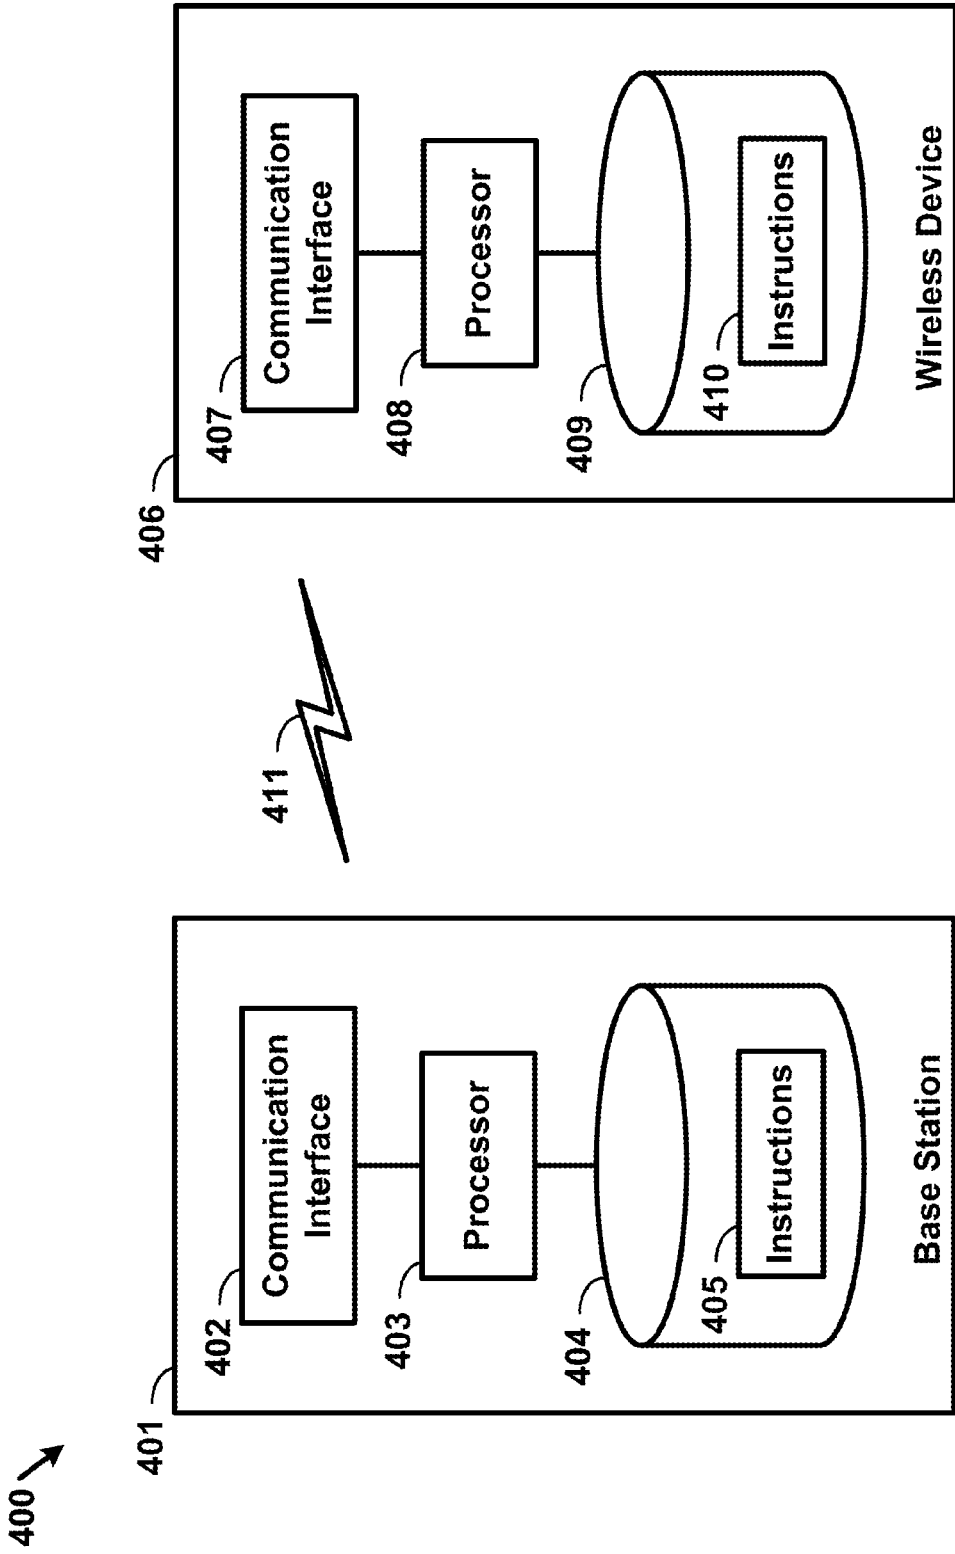 400
401
402
Communication
Interface
403
Processor
404
405
Instructions
Base Station
411
406
407
Communication
Interface
408
Processor
409
410
Instructions
Wireless Device